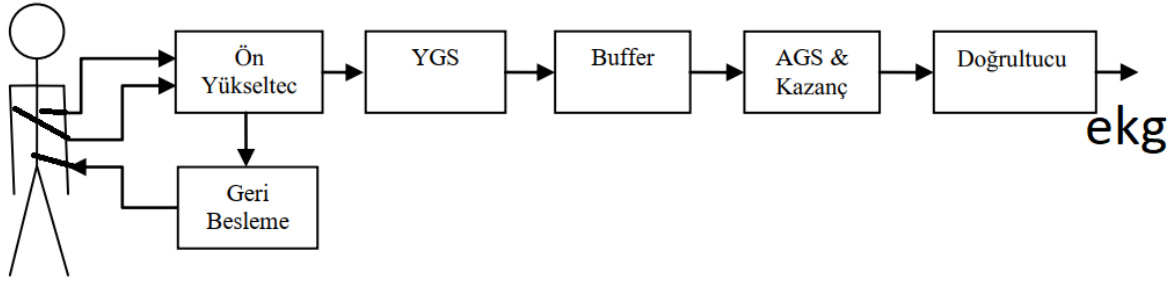 Ön
Yükseltec
YGS
Buffer
AGS &
Kazanç
Doğrultucu
ekg
Geri
Besleme